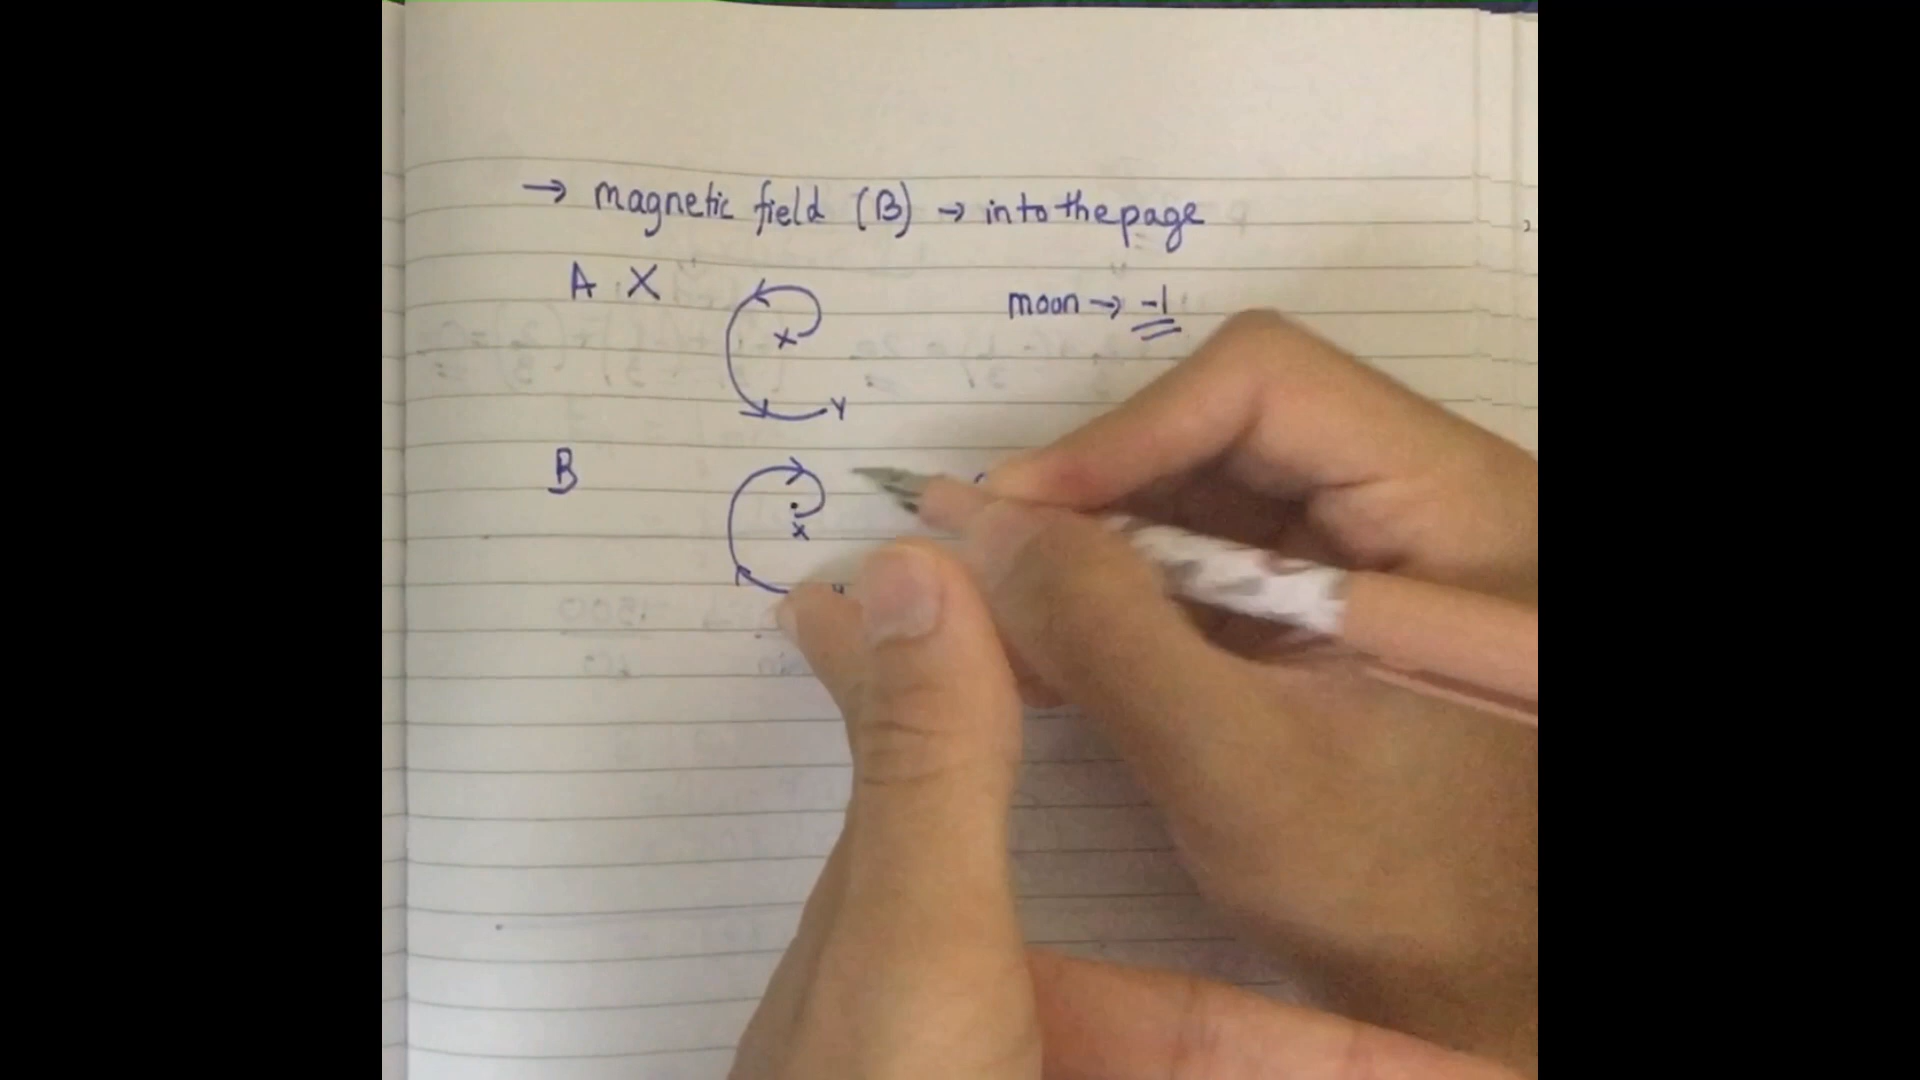 → magnetic field (B) → into the page
A X
moon → -1
X
Y
B
X